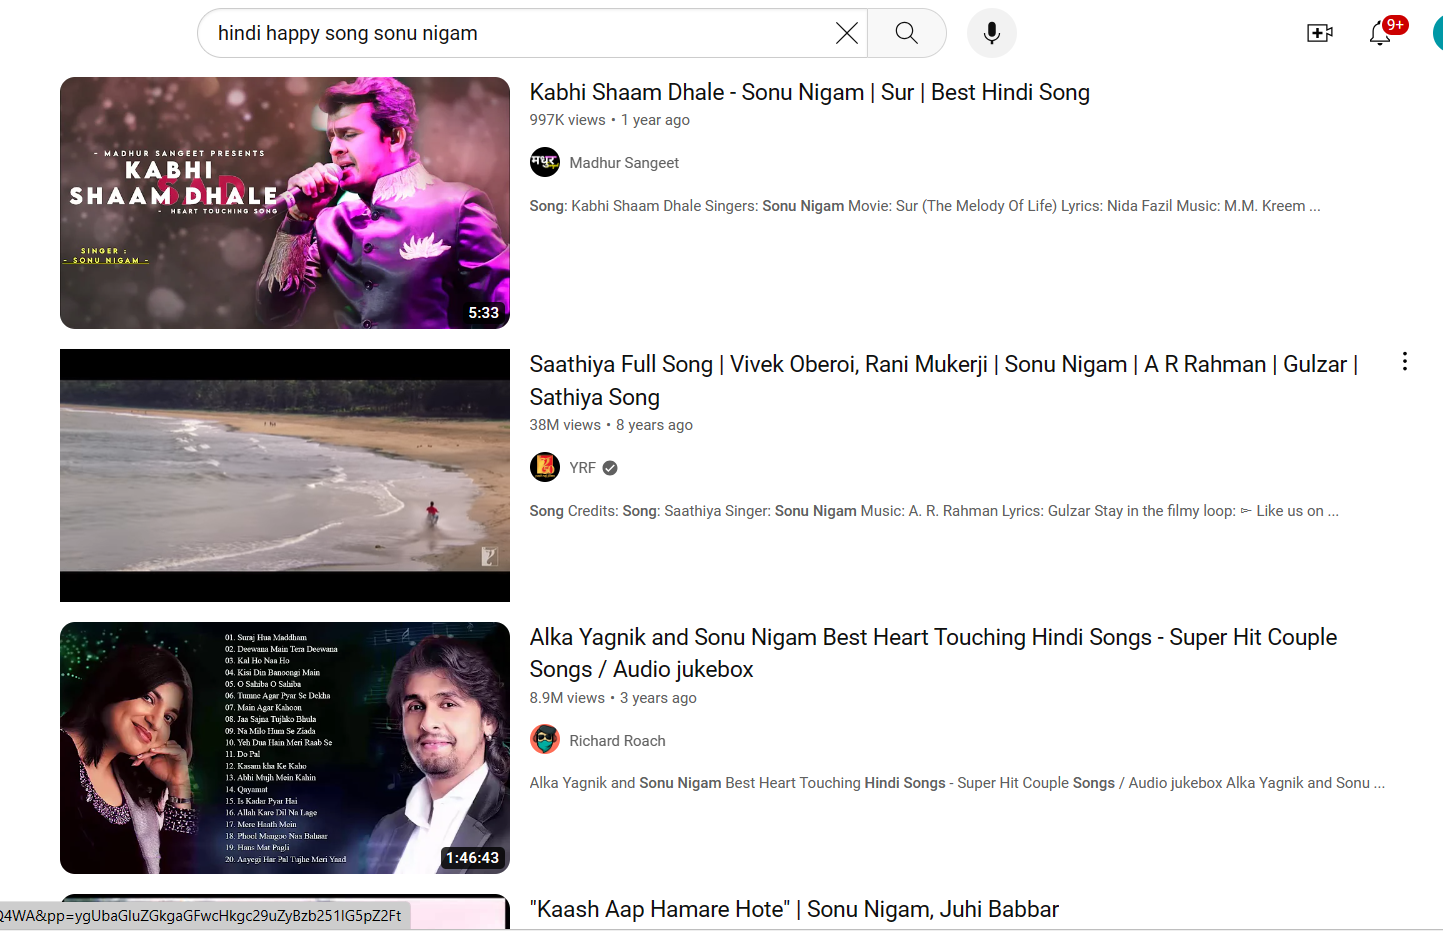 hindi happy song sonu nigam
9+
- MADHUR SANGEET PRESENTS
KABHI
SAD
SHAAM DHALE
- HEART TOUCHING SONG
SINGER :
- SONU NIGAM -
5:33
Kabhi Shaam Dhale - Sonu Nigam | Sur | Best Hindi Song
997K views • 1 year ago
मधुर
Madhur Sangeet
Song: Kabhi Shaam Dhale Singers: Sonu Nigam Movie: Sur (The Melody Of Life) Lyrics: Nida Fazil Music: M.M. Kreem ...
Saathiya Full Song | Vivek Oberoi, Rani Mukerji | Sonu Nigam | A R Rahman | Gulzar |
Sathiya Song
38M views • 8 years ago
YRF
Song Credits: Song: Saathiya Singer: Sonu Nigam Music: A. R. Rahman Lyrics: Gulzar Stay in the filmy loop: ➻ Like us on ...
01. Suraj Hua Maddham
02. Deewana Main Tera Deewana
03. Kal Ho Naa Ho
04. Kisi Din Banoongi Main
05. O Sahiba O Sahiba
06. Tumne Agar Pyar Se Dekha
07. Main Agar Kahoon
08. Jaa Sajna Tujhko Bhula
09. Na Milo Hum Se Ziada
10. Yeh Dua Hain Meri Raab Se
11. Do Pal
12. Kasam kha Ke Kaho
13. Abhi Mujh Mein Kahin
14. Qayamat
15. Is Kadar Pyar Hai
16. Allah Kare Dil Na Lage
17. Mere Haath Mein
18. Phool Mangoo Naa Bahaar
19. Hans Mat Pagli
20. Aayegi Har Pal Tujhe Meri Yaad
1:46:43
Alka Yagnik and Sonu Nigam Best Heart Touching Hindi Songs - Super Hit Couple
Songs / Audio jukebox
8.9M views • 3 years ago
Richard Roach
Alka Yagnik and Sonu Nigam Best Heart Touching Hindi Songs - Super Hit Couple Songs / Audio jukebox Alka Yagnik and Sonu ...
"Kaash Aap Hamare Hote" | Sonu Nigam, Juhi Babbar
Q4WA&pp=ygUbaGluZGkgaGFwcHkgc29uZyBzb251IG5pZ2Ft